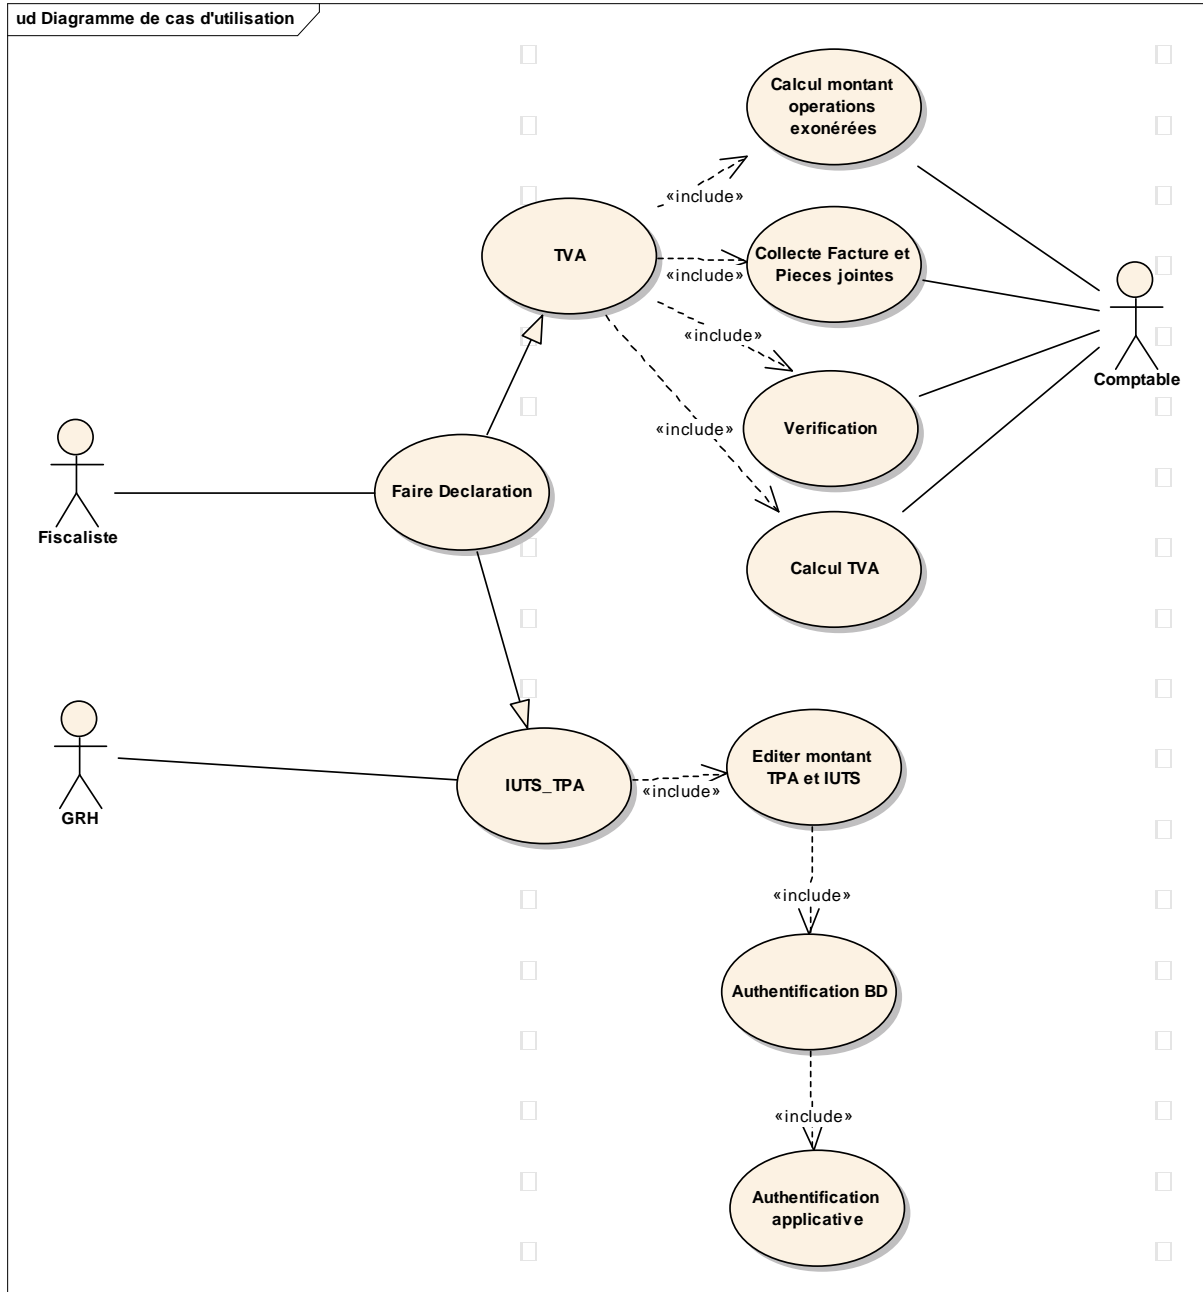 ud Diagramme de cas d'utilisation
Calcul montant
operations
exonérées
«include»
TVA
Collecte Facture et
Pieces jointes
«include»
«include»
Comptable
Verification
«include»
Faire Declaration
Fiscaliste
Calcul TVA
GRH
IUTS_TPA
Editer montant
TPA et IUTS
«include»
«include»
Authentification BD
«include»
Authentification
applicative